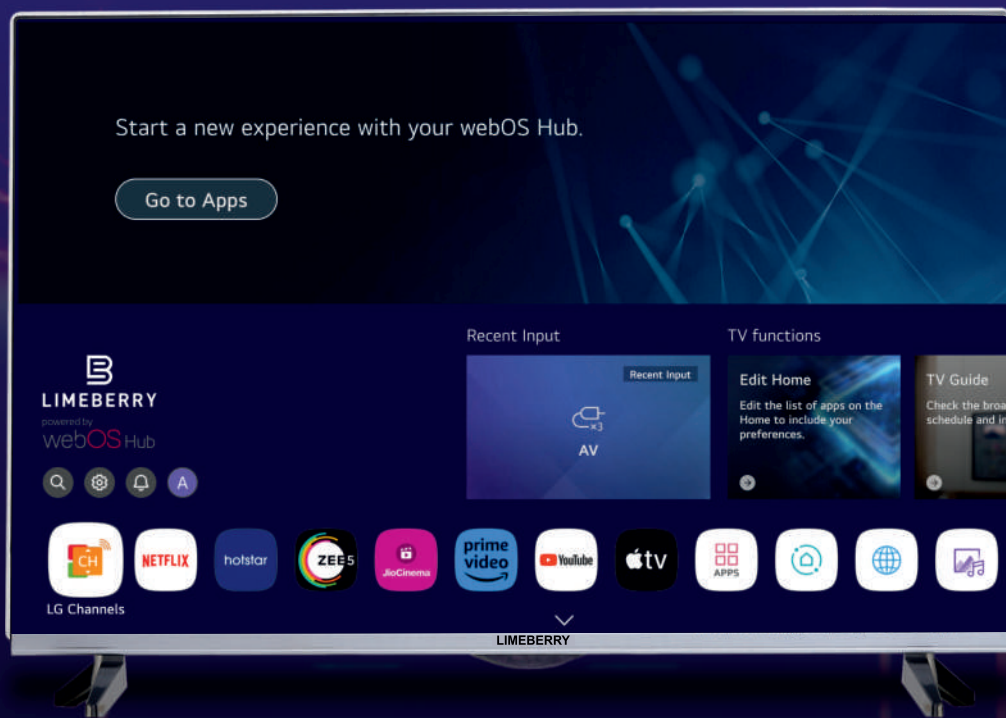 Start a new experience with your webOS Hub.
Go to Apps
Recent Input
TV functions
LIMEBERRY
powered by
webOS Hub
A
Recent Input
×3
AV
Edit Home
Edit the list of apps on the
Home to include your
preferences.
TV Guide
Check the
schedule and
CH
NETFLIX
hotstar
ZEE5
JioCinema
prime
video
YouTube
tv
APPS
LG Channels
LIMEBERRY